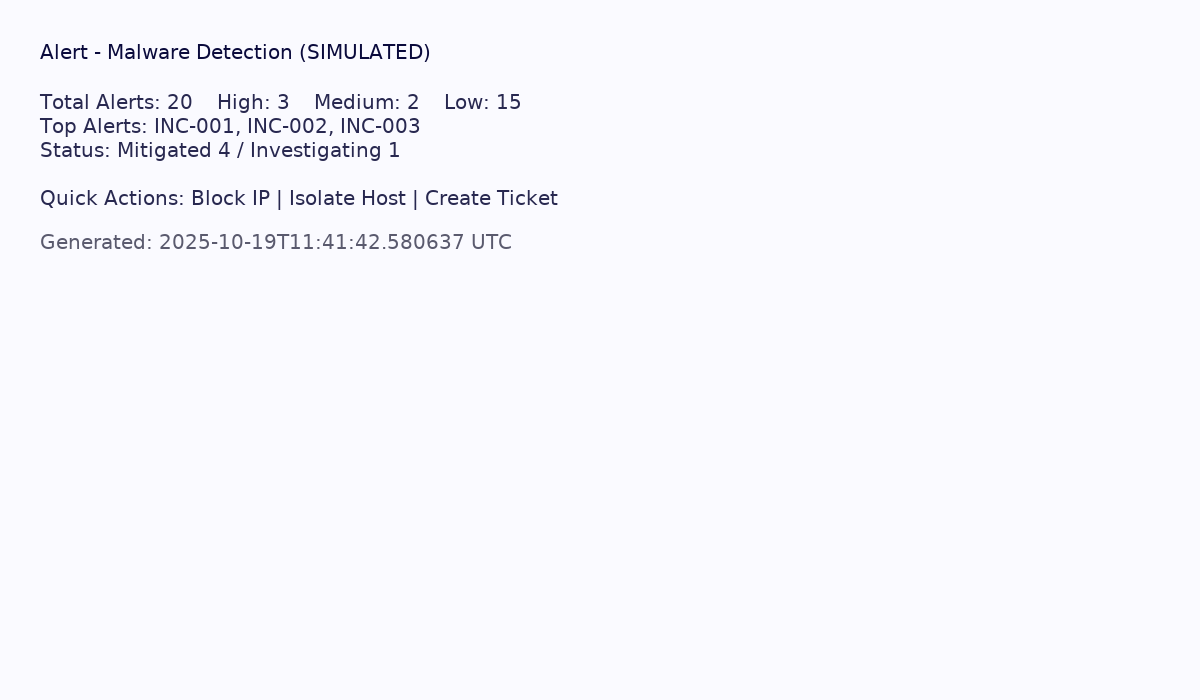 Alert - Malware Detection (SIMULATED)
Total Alerts: 20    High: 3    Medium: 2    Low: 15
Top Alerts: INC-001, INC-002, INC-003
Status: Mitigated 4 / Investigating 1
Quick Actions: Block IP | Isolate Host | Create Ticket
Generated: 2025-10-19T11:41:42.580637 UTC